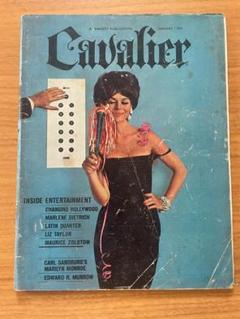 Cavalier
INSIDE ENTERTAINMENT
CHANGING HOLLYWOOD
MARLENE DIETRICH
LATIN QUARTER
LIZ TAYLOR
MAURICE ZOLOTOW
CARL SANDBURG'S
MARILYN MONROE
EDWARD R. MURROW